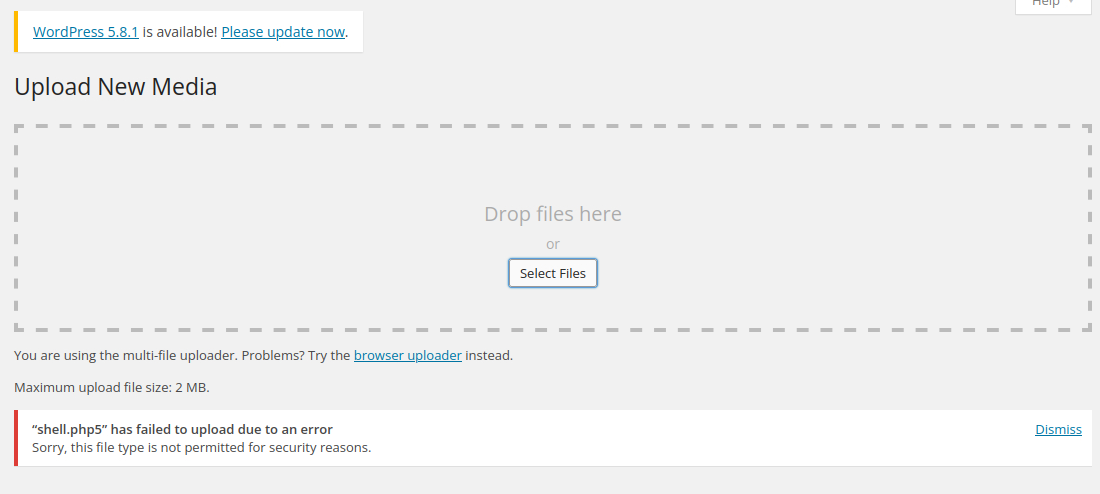 Help
WordPress 5.8.1 is available! Please update now.
Upload New Media
Drop files here
or
Select Files
You are using the multi-file uploader. Problems? Try the browser uploader instead.
Maximum upload file size: 2 MB.
“shell.php5” has failed to upload due to an error
Dismiss
Sorry, this file type is not permitted for security reasons.